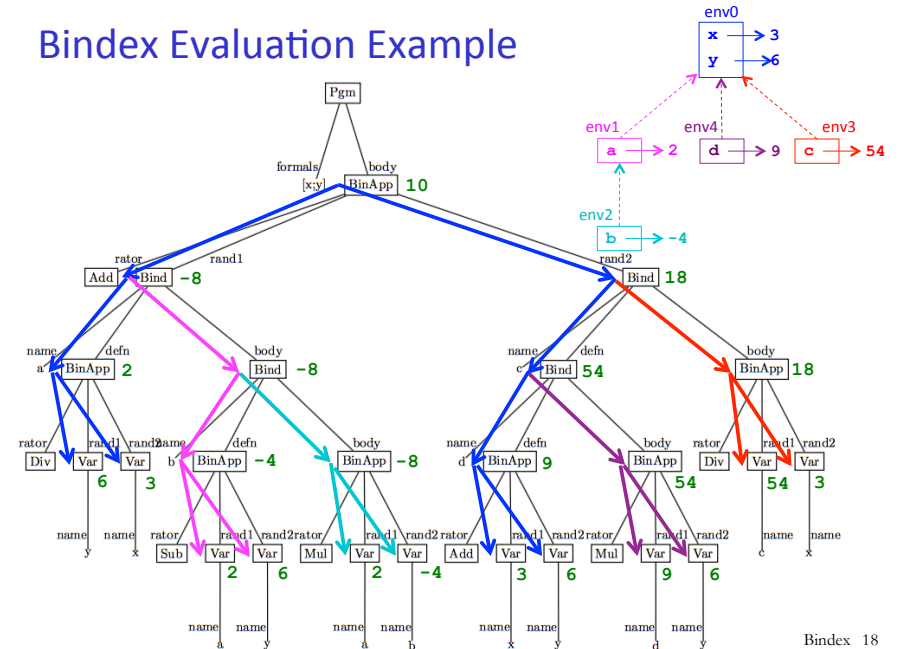 Bindex Evaluation Example
env0
x 3
y 6
env1 env4 env3
a 2 d 9 c 54
env2
b -4
Pgm
formals body
[x;y] BinApp 10
rator rand1 rand2
Add Bind -8 Bind 18
name defn body name defn body
a BinApp 2 Bind -8 c Bind 54 BinApp 18
rator rand1 rand2 name defn body name defn body rator rand1 rand2
Div Var Var b BinApp -4 BinApp -8 d BinApp 9 BinApp 54 Div Var Var
6 3 54 3
name name rator rand1 rand2 rator rand1 rand2 rator rand1 rand2 rator rand1 rand2 name name
y x Sub Var Var Mul Var Var Add Var Var Mul Var Var c x
2 6 2 -4 3 6 9 6
name name name name name name name name
a y a b x y d y
Bindex 18